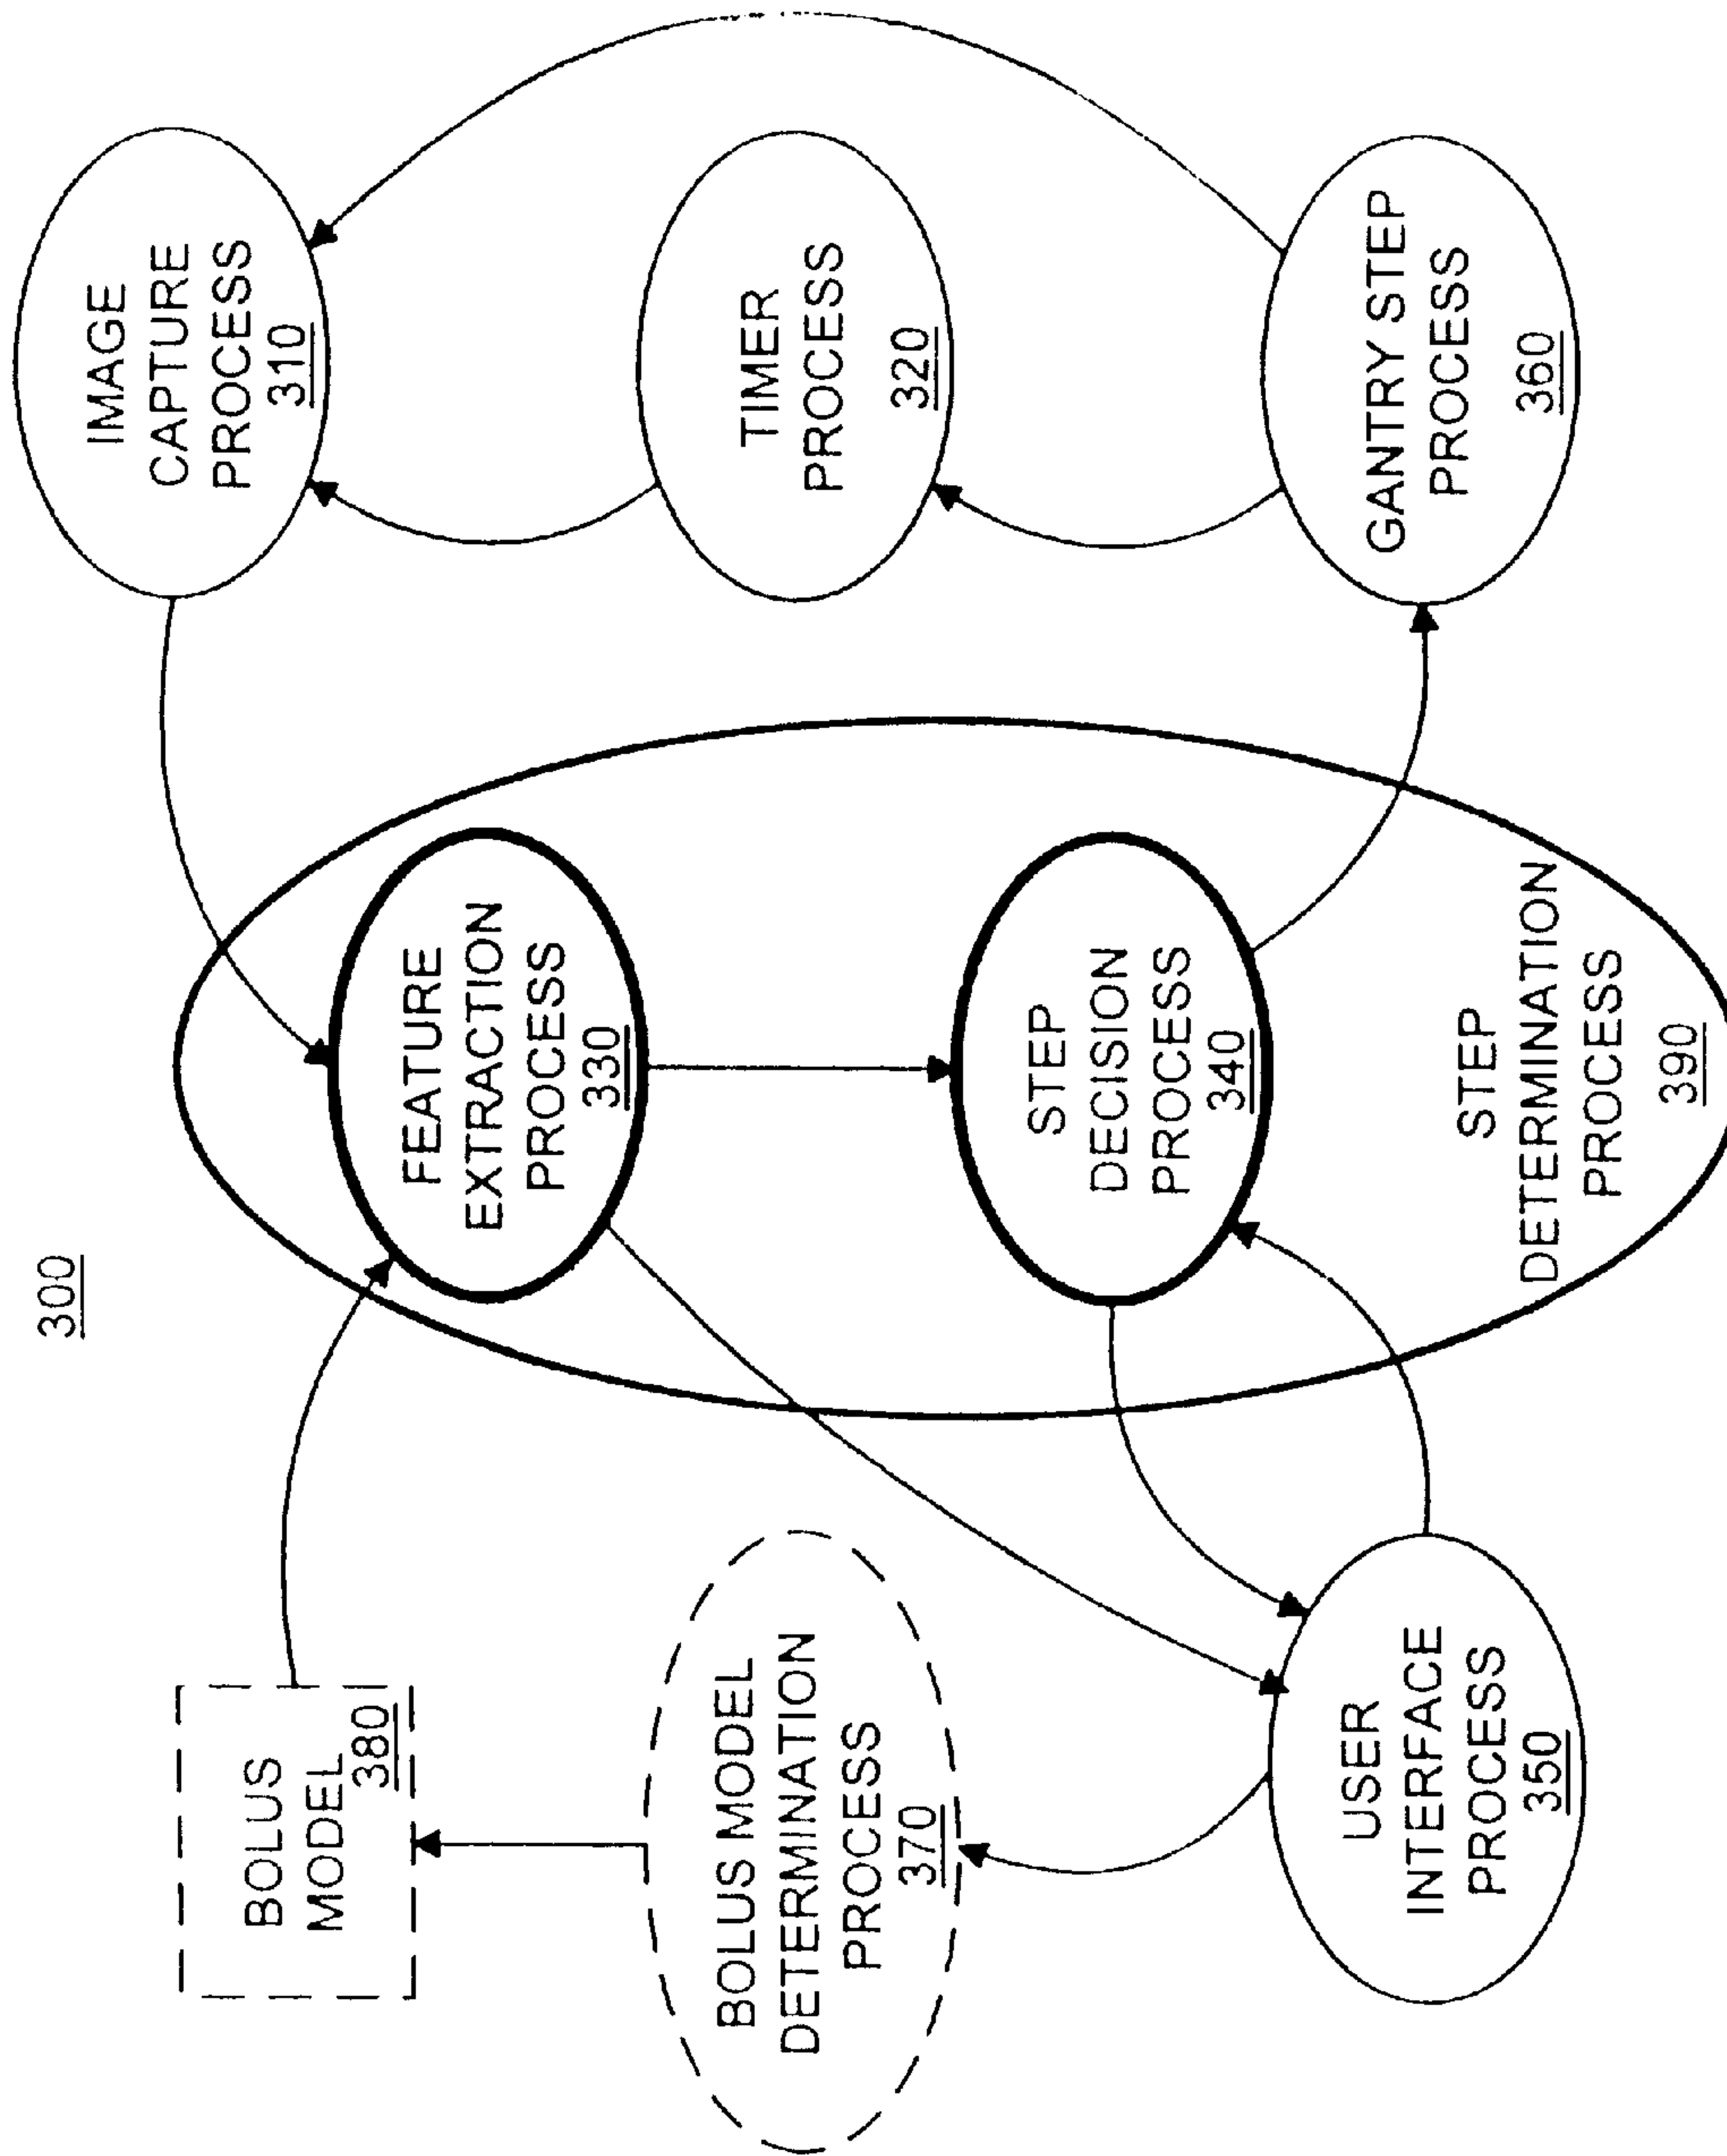 300
BOLUS
MODEL
380
BOLUS MODEL
DETERMINATION
PROCESS
370
USER
INTERFACE
PROCESS
350
FEATURE
EXTRACTION
PROCESS
330
STEP
DECISION
PROCESS
340
STEP
DETERMINATION
PROCESS
390
IMAGE
CAPTURE
PROCESS
310
TIMER
PROCESS
320
GANTRY STEP
PROCESS
360